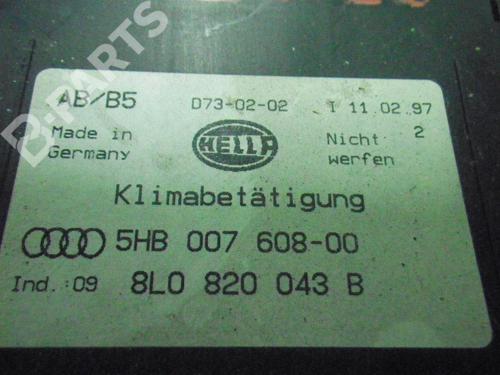 B-PARTS
AB/B5 D73-02-02 I 11.02.97
Made in Germany HELLA Nicht 2 werfen
Klimabetätigung
5HB 007 608-00
Ind.:09 8L0 820 043 B